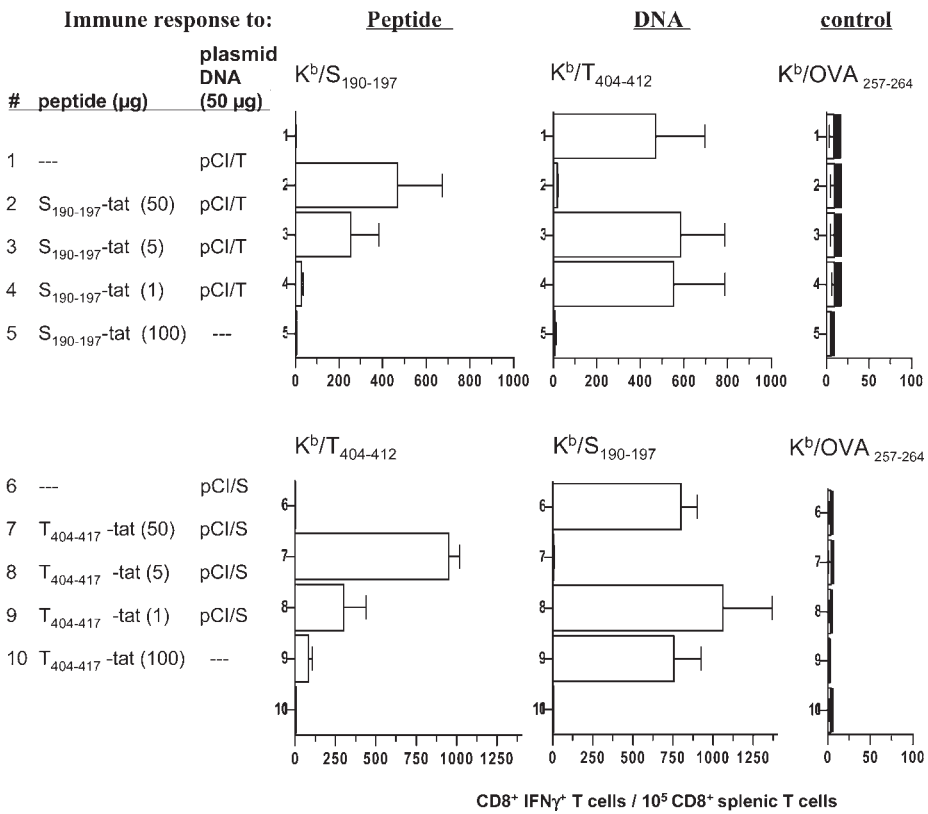 Immune response to: Peptide DNA control
plasmid
DNA
# peptide (µg) (50 µg)
Kᵇ/S₁₉₀₋₁₉₇ Kᵇ/T₄₀₄₋₄₁₂ Kᵇ/OVA ₂₅₇₋₂₆₄
1 --- pCI/T
2 S₁₉₀₋₁₉₇-tat (50) pCI/T
3 S₁₉₀₋₁₉₇-tat (5) pCI/T
4 S₁₉₀₋₁₉₇-tat (1) pCI/T
5 S₁₉₀₋₁₉₇-tat (100) ---
1 1 1
2 2 2
3 3 3
4 4 4
5 5 5
0 200 400 600 800 1000 0 200 400 600 800 1000 0 50 100
Kᵇ/T₄₀₄₋₄₁₂ Kᵇ/S₁₉₀₋₁₉₇ Kᵇ/OVA ₂₅₇₋₂₆₄
6 --- pCI/S
7 T₄₀₄₋₄₁₇ -tat (50) pCI/S
8 T₄₀₄₋₄₁₇ -tat (5) pCI/S
9 T₄₀₄₋₄₁₇ -tat (1) pCI/S
10 T₄₀₄₋₄₁₇ -tat (100) ---
6 6 6
7 7 7
8 8 8
9 9 9
10 10 10
0 250 500 750 1000 1250 0 250 500 750 1000 1250 0 50 100
CD8⁺ IFNγ⁺ T cells / 10⁵ CD8⁺ splenic T cells